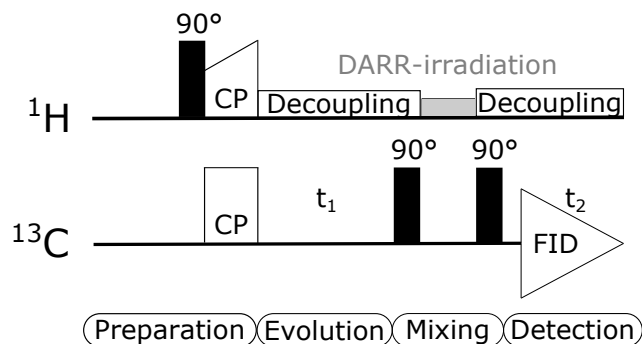 90°
DARR-irradiation
¹H
CP
Decoupling
Decoupling
90°
90°
¹³C
CP
t₁
FID
t₂
Preparation
Evolution
Mixing
Detection